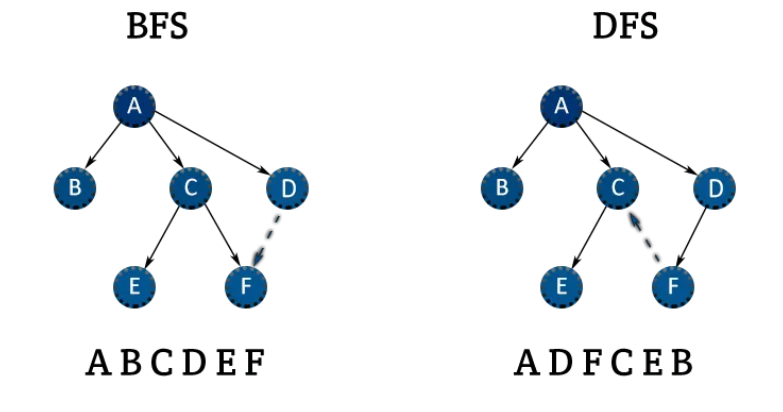 BFS
A
B C D
E F
A B C D E F
DFS
A
B C D
E F
A D F C E B